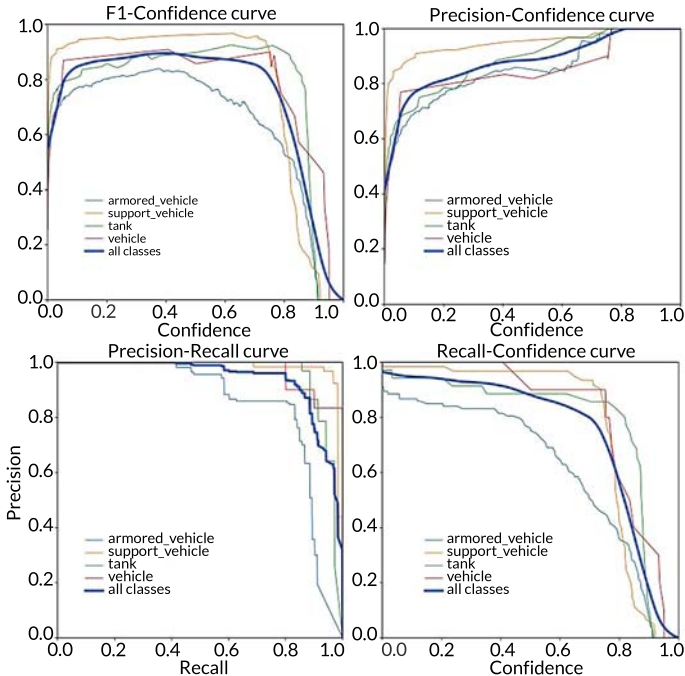 F1-Confidence curve
1.0
0.8
0.6
0.4
0.2
0.0
armored_vehicle
support_vehicle
tank
vehicle
all classes
0.0 0.2 0.4 0.6 0.8 1.0
Confidence
Precision-Confidence curve
1.0
0.8
0.6
0.4
0.2
0.0
armored_vehicle
support_vehicle
tank
vehicle
all classes
0.0 0.2 0.4 0.6 0.8 1.0
Confidence
Precision-Recall curve
Precision
1.0
0.8
0.6
0.4
0.2
0.0
armored_vehicle
support_vehicle
tank
vehicle
all classes
0.0 0.2 0.4 0.6 0.8 1.0
Recall
Recall-Confidence curve
1.0
0.8
0.6
0.4
0.2
0.0
armored_vehicle
support_vehicle
tank
vehicle
all classes
0.0 0.2 0.4 0.6 0.8 1.0
Confidence